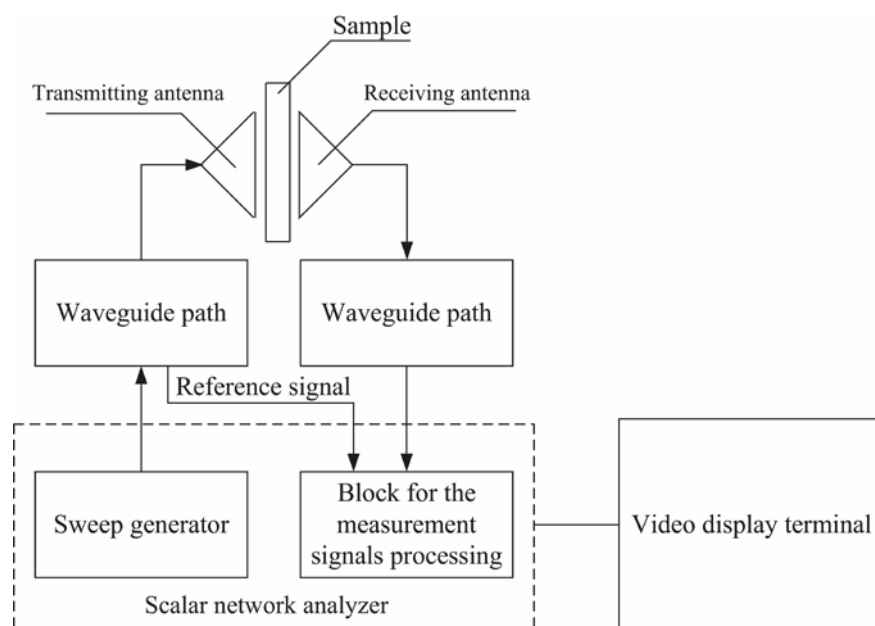 Sample
Transmitting antenna
Receiving antenna
Waveguide path
Waveguide path
Reference signal
Sweep generator
Block for the
measurement
signals processing
Video display terminal
Scalar network analyzer